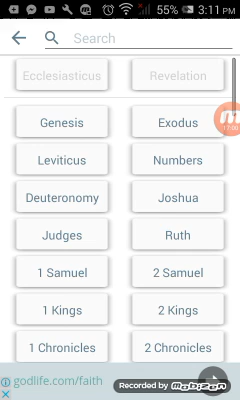 55% 3:11 PM
Search
Ecclesiasticus Revelation
Genesis Exodus
Leviticus Numbers
Deuteronomy Joshua
Judges Ruth
1 Samuel 2 Samuel
1 Kings 2 Kings
1 Chronicles 2 Chronicles
godlife.com/faith
Recorded by Mobizen